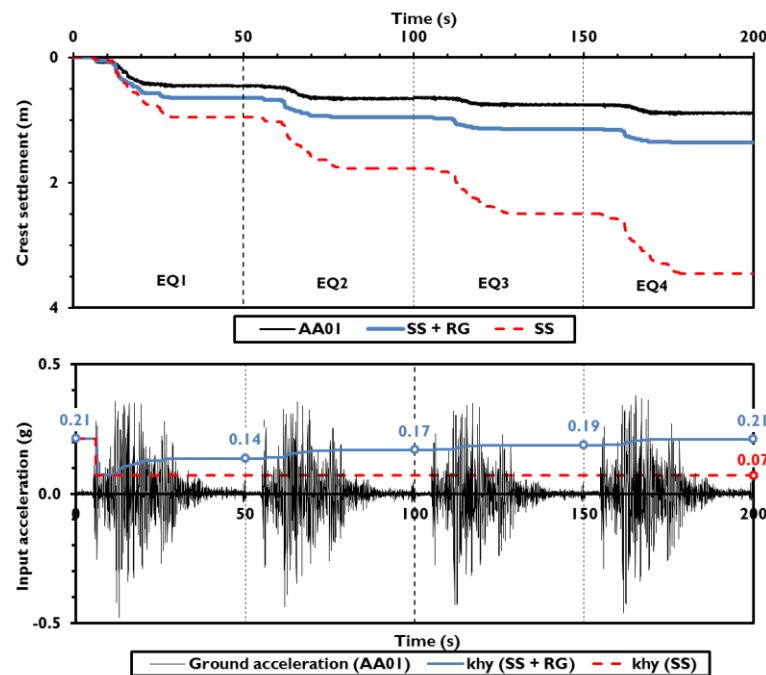 Time (s)
0 50 100 150 200
0
1
Crest settlement (m)
2
3
4
EQ1 EQ2 EQ3 EQ4
AA01 SS + RG SS
0.5
0.21 0.14 0.17 0.19 0.21
0.07
Input acceleration (g)
0.0
0 50 100 150 200
-0.5
Time (s)
Ground acceleration (AA01) khy (SS + RG) khy (SS)